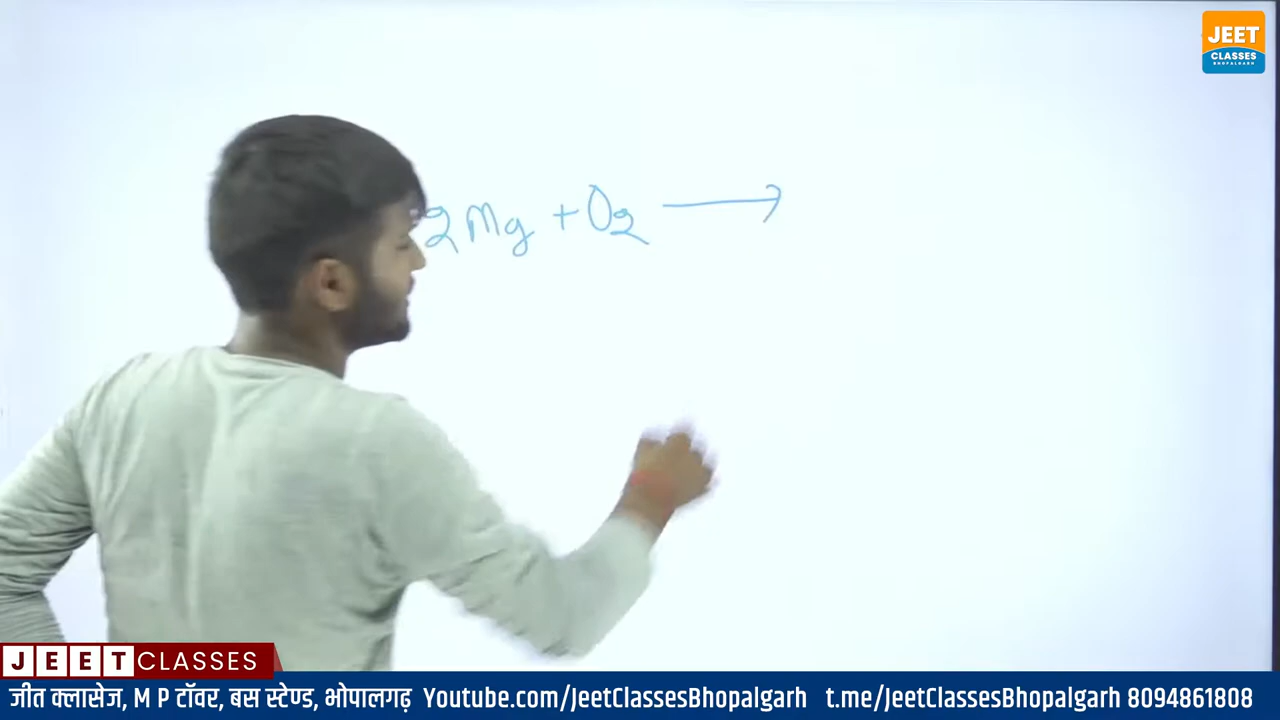 JEET
CLASSES
BHOPALGARH
2Mg + O2 →
JEET CLASSES
जीत क्लासेज, M P टॉवर, बस स्टेण्ड, भोपालगढ़ Youtube.com/JeetClassesBhopalgarh t.me/JeetClassesBhopalgarh 8094861808